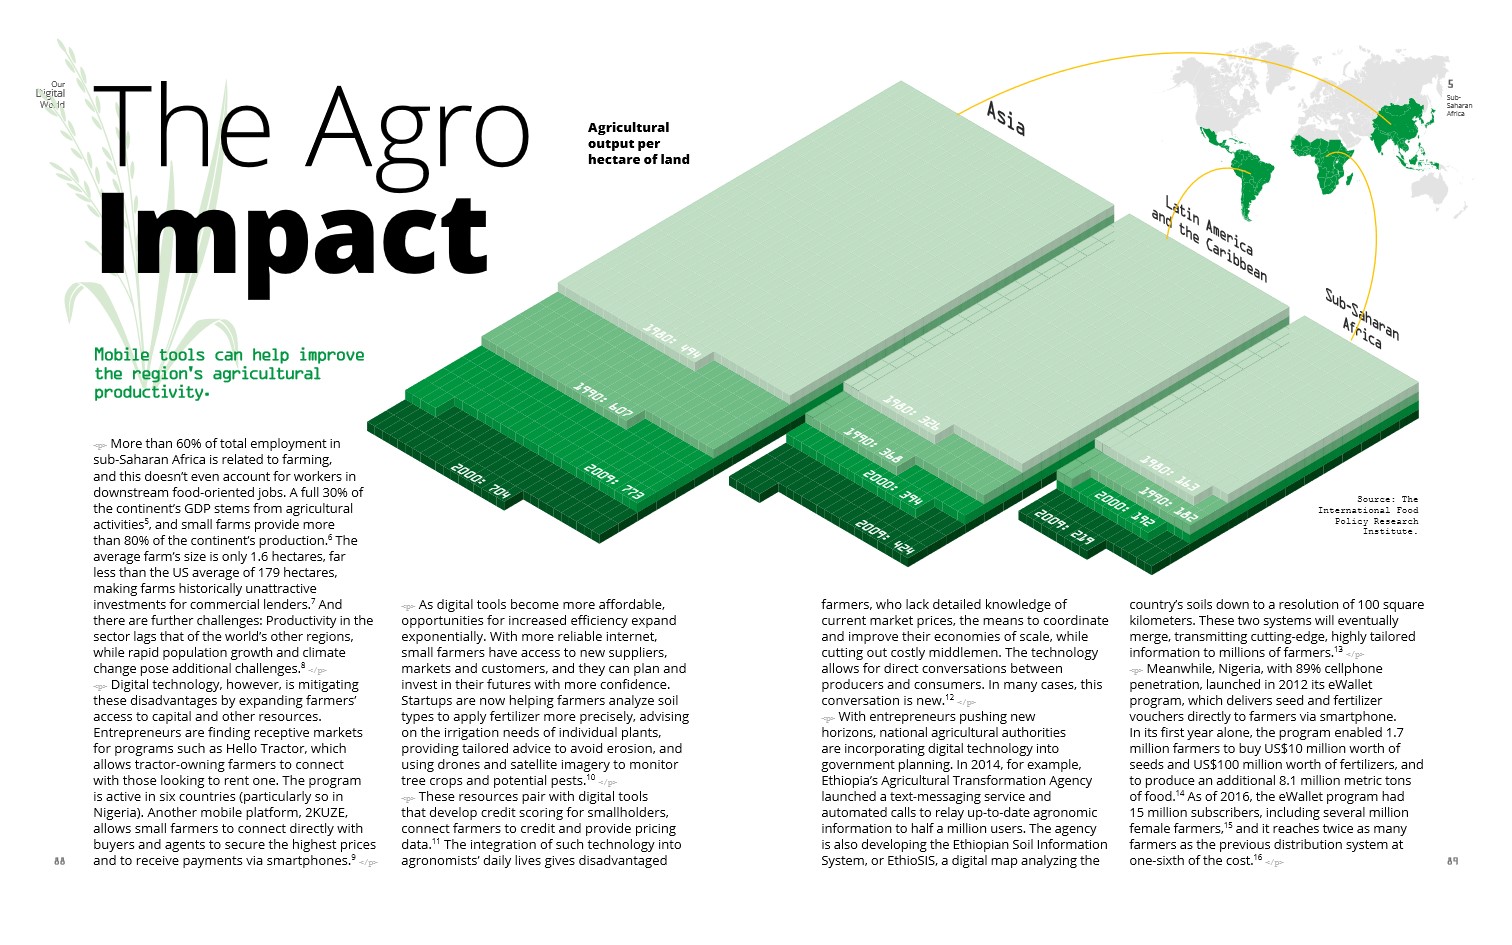 Our
Digital
World
The Agro
Impact
Mobile tools can help improve
the region's agricultural
productivity.
Agricultural
output per
hectare of land
Asia
Latin America
and the Caribbean
Sub-Saharan
Africa
5
Sub-
Saharan
Africa
1980: 494
1990: 607
2009: 773
2000: 704
1980: 326
1990: 368
2000: 394
2009: 424
1980: 163
1990: 182
2000: 192
2009: 219
Source: The
International Food
Policy Research
Institute.
<p> More than 60% of total employment in
sub-Saharan Africa is related to farming,
and this doesn’t even account for workers in
downstream food-oriented jobs. A full 30% of
the continent’s GDP stems from agricultural
activities⁵, and small farms provide more
than 80% of the continent’s production.⁶ The
average farm’s size is only 1.6 hectares, far
less than the US average of 179 hectares,
making farms historically unattractive
investments for commercial lenders.⁷ And
there are further challenges: Productivity in the
sector lags that of the world’s other regions,
while rapid population growth and climate
change pose additional challenges.⁸ </p>
<p> Digital technology, however, is mitigating
these disadvantages by expanding farmers’
access to capital and other resources.
Entrepreneurs are finding receptive markets
for programs such as Hello Tractor, which
allows tractor-owning farmers to connect
with those looking to rent one. The program
is active in six countries (particularly so in
Nigeria). Another mobile platform, 2KUZE,
allows small farmers to connect directly with
buyers and agents to secure the highest prices
and to receive payments via smartphones.⁹ </p>
<p> As digital tools become more affordable,
opportunities for increased efficiency expand
exponentially. With more reliable internet,
small farmers have access to new suppliers,
markets and customers, and they can plan and
invest in their futures with more confidence.
Startups are now helping farmers analyze soil
types to apply fertilizer more precisely, advising
on the irrigation needs of individual plants,
providing tailored advice to avoid erosion, and
using drones and satellite imagery to monitor
tree crops and potential pests.¹⁰ </p>
<p> These resources pair with digital tools
that develop credit scoring for smallholders,
connect farmers to credit and provide pricing
data.¹¹ The integration of such technology into
agronomists’ daily lives gives disadvantaged
farmers, who lack detailed knowledge of
current market prices, the means to coordinate
and improve their economies of scale, while
cutting out costly middlemen. The technology
allows for direct conversations between
producers and consumers. In many cases, this
conversation is new.¹² </p>
<p> With entrepreneurs pushing new
horizons, national agricultural authorities
are incorporating digital technology into
government planning. In 2014, for example,
Ethiopia’s Agricultural Transformation Agency
launched a text-messaging service and
automated calls to relay up-to-date agronomic
information to half a million users. The agency
is also developing the Ethiopian Soil Information
System, or EthioSIS, a digital map analyzing the
country’s soils down to a resolution of 100 square
kilometers. These two systems will eventually
merge, transmitting cutting-edge, highly tailored
information to millions of farmers.¹³ </p>
<p> Meanwhile, Nigeria, with 89% cellphone
penetration, launched in 2012 its eWallet
program, which delivers seed and fertilizer
vouchers directly to farmers via smartphone.
In its first year alone, the program enabled 1.7
million farmers to buy US$10 million worth of
seeds and US$100 million worth of fertilizers, and
to produce an additional 8.1 million metric tons
of food.¹⁴ As of 2016, the eWallet program had
15 million subscribers, including several million
female farmers,¹⁵ and it reaches twice as many
farmers as the previous distribution system at
one-sixth of the cost.¹⁶ </p>
88
89